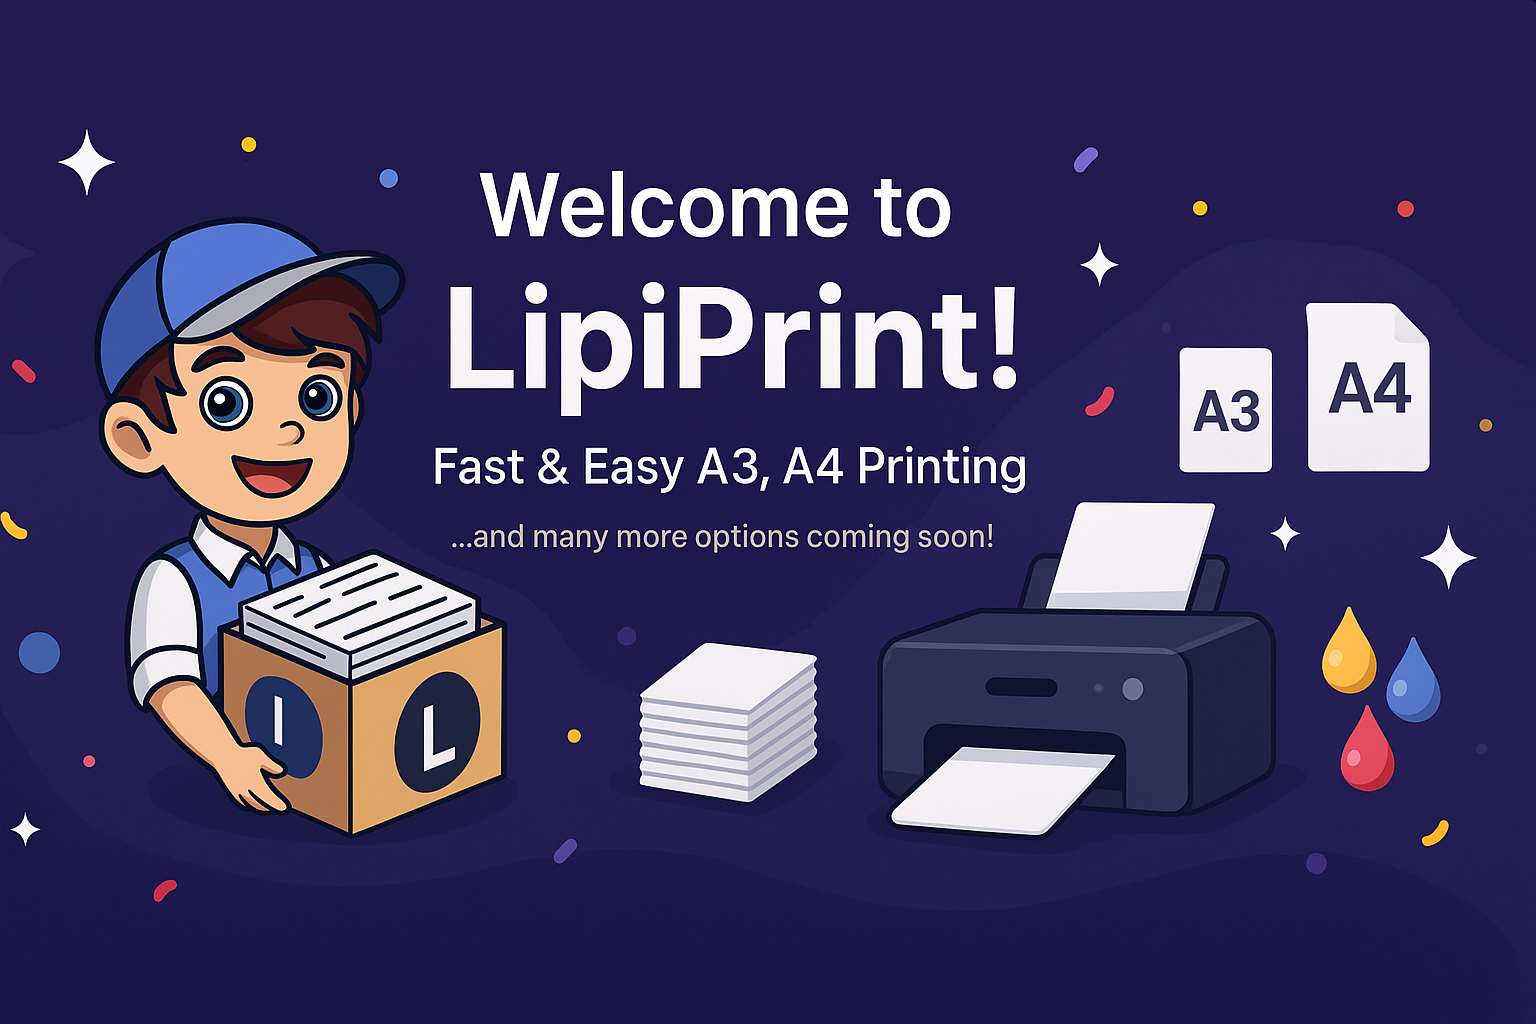 Welcome to
LipiPrint!
Fast & Easy A3, A4 Printing
...and many more options coming soon!
A3
A4
I
L